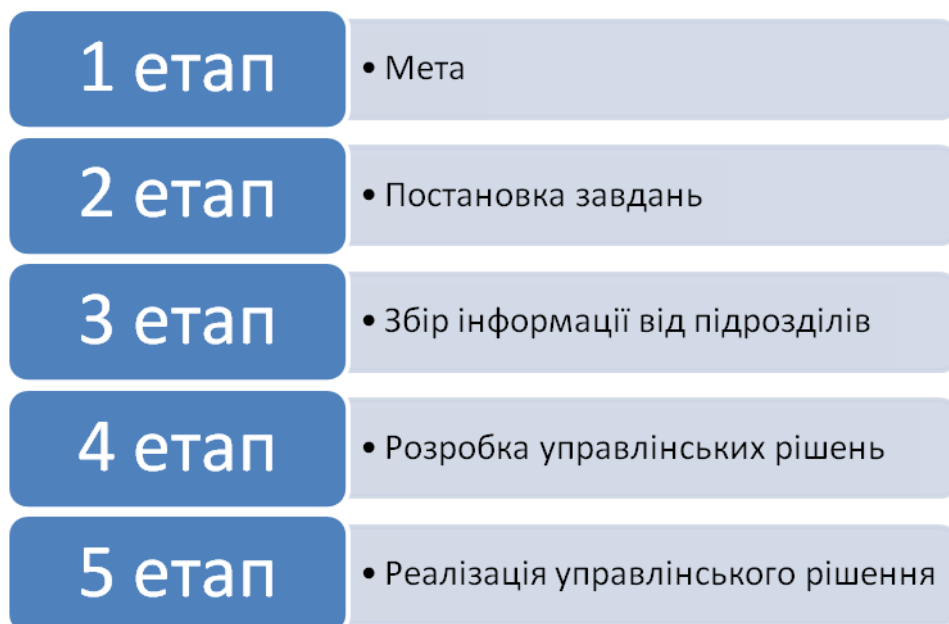 1 етап
• Мета
2 етап
• Постановка завдань
3 етап
• Збір інформації від підрозділів
4 етап
• Розробка управлінських рішень
5 етап
• Реалізація управлінського рішення